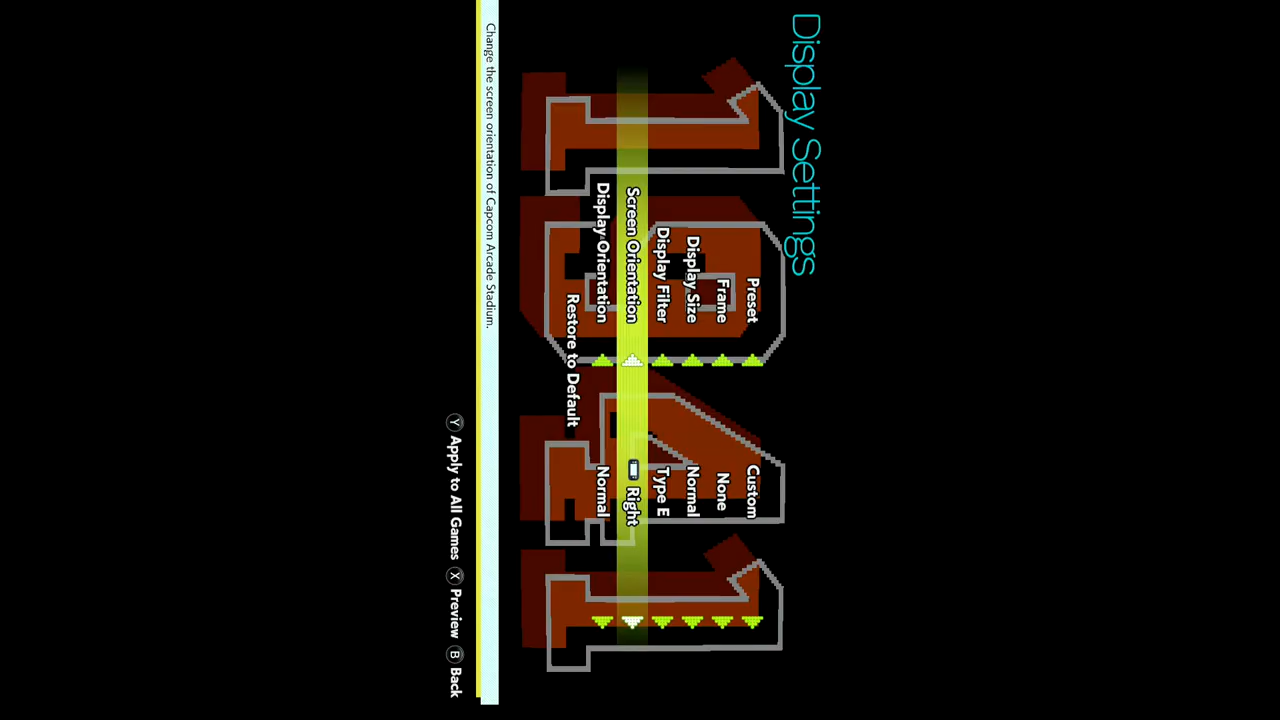 Display Settings
Preset Custom
Frame None
Display Size Normal
Display Filter Type E
Screen Orientation Right
Display Orientation Normal
Restore to Default
1941
Change the screen orientation of Capcom Arcade Stadium.
Y Apply to All Games X Preview B Back